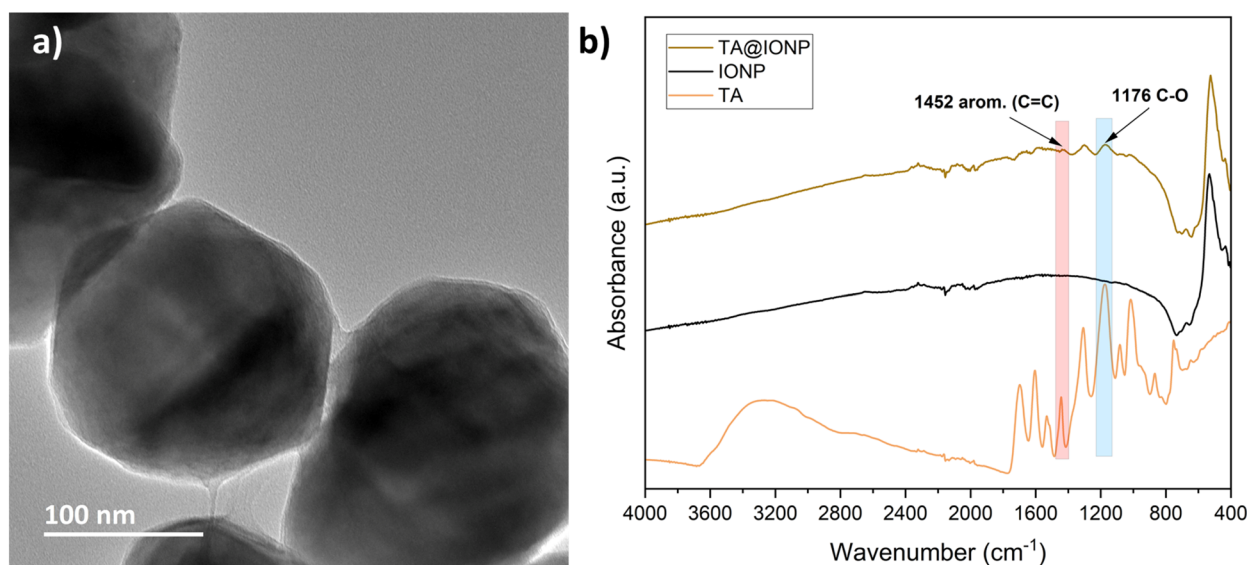 a)
100 nm
b)
TA@IONP
IONP
TA
1452 arom. (C=C)
1176 C-O
Absorbance (a.u.)
4000 3600 3200 2800 2400 2000 1600 1200 800 400
Wavenumber (cm⁻¹)